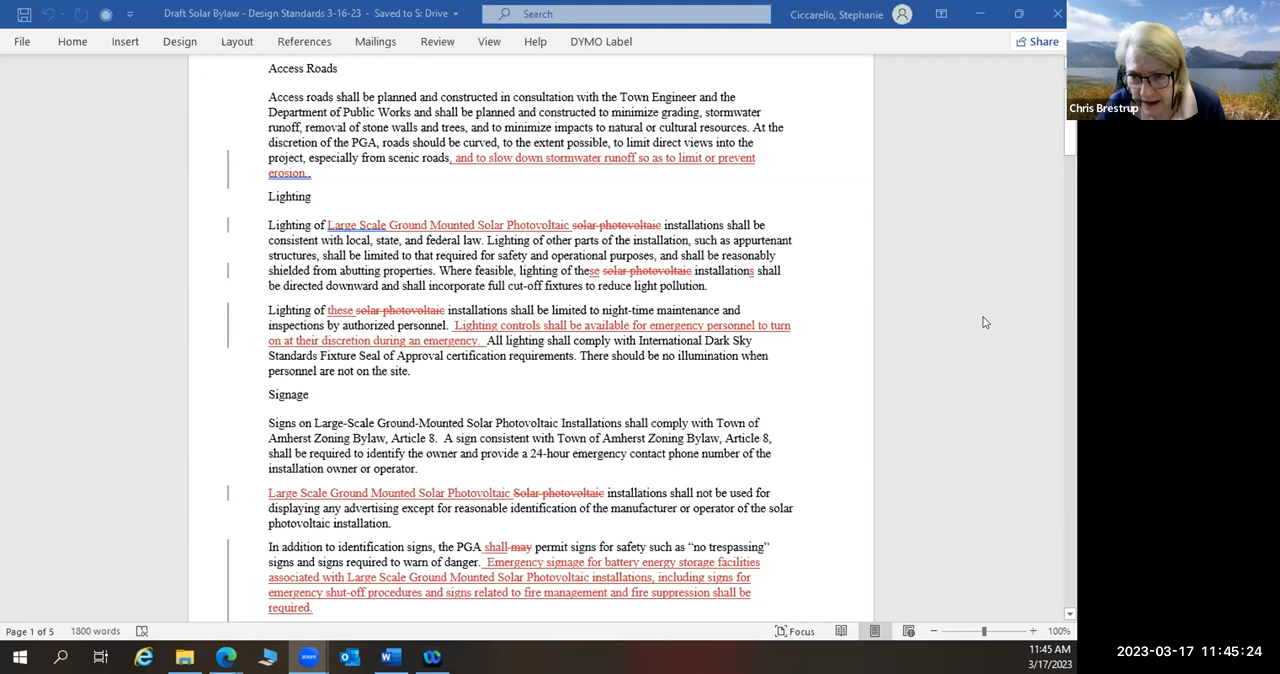 Draft Solar Bylaw - Design Standards 3-16-23 - Saved to S: Drive
Search
Ciccarello, Stephanie
File Home Insert Design Layout References Mailings Review View Help DYMO Label Share
Access Roads
Access roads shall be planned and constructed in consultation with the Town Engineer and the
Department of Public Works and shall be planned and constructed to minimize grading, stormwater
runoff, removal of stone walls and trees, and to minimize impacts to natural or cultural resources. At the
discretion of the PGA, roads should be curved, to the extent possible, to limit direct views into the
project, especially from scenic roads, and to slow down stormwater runoff so as to limit or prevent
erosion..
Lighting
Lighting of Large Scale Ground Mounted Solar Photovoltaic solar photovoltaic installations shall be
consistent with local, state, and federal law. Lighting of other parts of the installation, such as appurtenant
structures, shall be limited to that required for safety and operational purposes, and shall be reasonably
shielded from abutting properties. Where feasible, lighting of these solar photovoltaic installations shall
be directed downward and shall incorporate full cut-off fixtures to reduce light pollution.
Lighting of these solar photovoltaic installations shall be limited to night-time maintenance and
inspections by authorized personnel. Lighting controls shall be available for emergency personnel to turn
on at their discretion during an emergency. All lighting shall comply with International Dark Sky
Standards Fixture Seal of Approval certification requirements. There should be no illumination when
personnel are not on the site.
Signage
Signs on Large-Scale Ground-Mounted Solar Photovoltaic Installations shall comply with Town of
Amherst Zoning Bylaw, Article 8. A sign consistent with Town of Amherst Zoning Bylaw, Article 8,
shall be required to identify the owner and provide a 24-hour emergency contact phone number of the
installation owner or operator.
Large Scale Ground Mounted Solar Photovoltaic Solar photovoltaic installations shall not be used for
displaying any advertising except for reasonable identification of the manufacturer or operator of the solar
photovoltaic installation.
In addition to identification signs, the PGA shall may permit signs for safety such as “no trespassing”
signs and signs required to warn of danger. Emergency signage for battery energy storage facilities
associated with Large Scale Ground Mounted Solar Photovoltaic installations, including signs for
emergency shut-off procedures and signs related to fire management and fire suppression shall be
required.
Chris Brestrup
Page 1 of 5 1800 words Focus 100%
11:45 AM
3/17/2023
zoom
2023-03-17 11:45:24